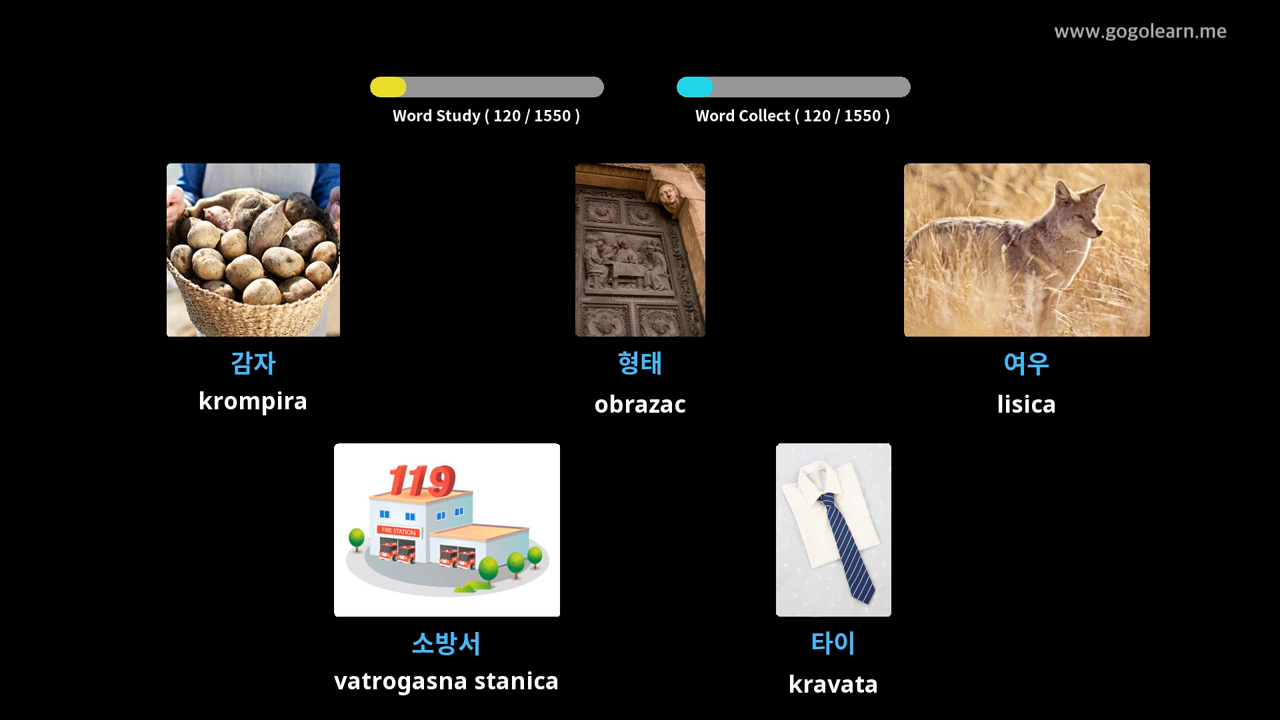 www.gogolearn.me
Word Study ( 120 / 1550 )
Word Collect ( 120 / 1550 )
감자
krompira
형태
obrazac
여우
lisica
119
FIRE STATION
소방서
vatrogasna stanica
타이
kravata